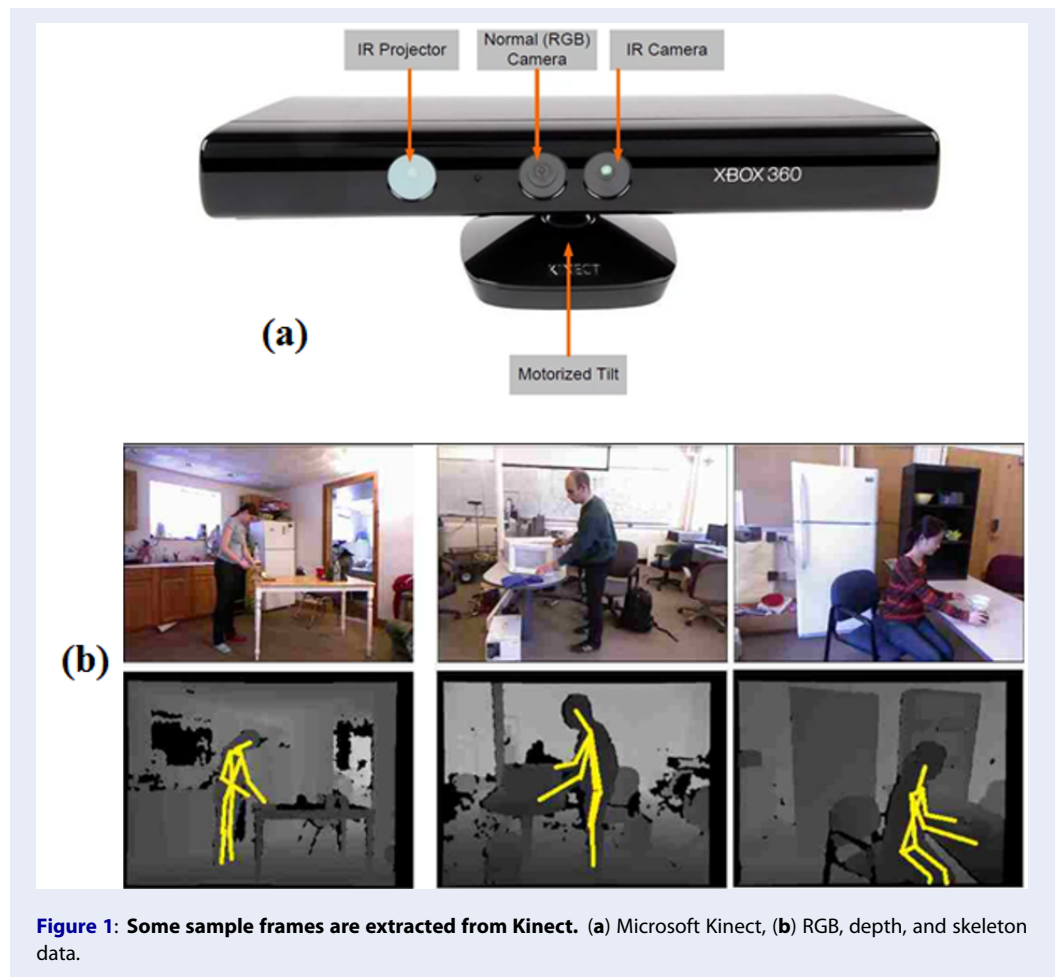 IR Projector
Normal (RGB)
Camera
IR Camera
XBOX 360
KINECT
(a)
Motorized Tilt
(b)
Figure 1: Some sample frames are extracted from Kinect. (a) Microsoft Kinect, (b) RGB, depth, and skeleton
data.